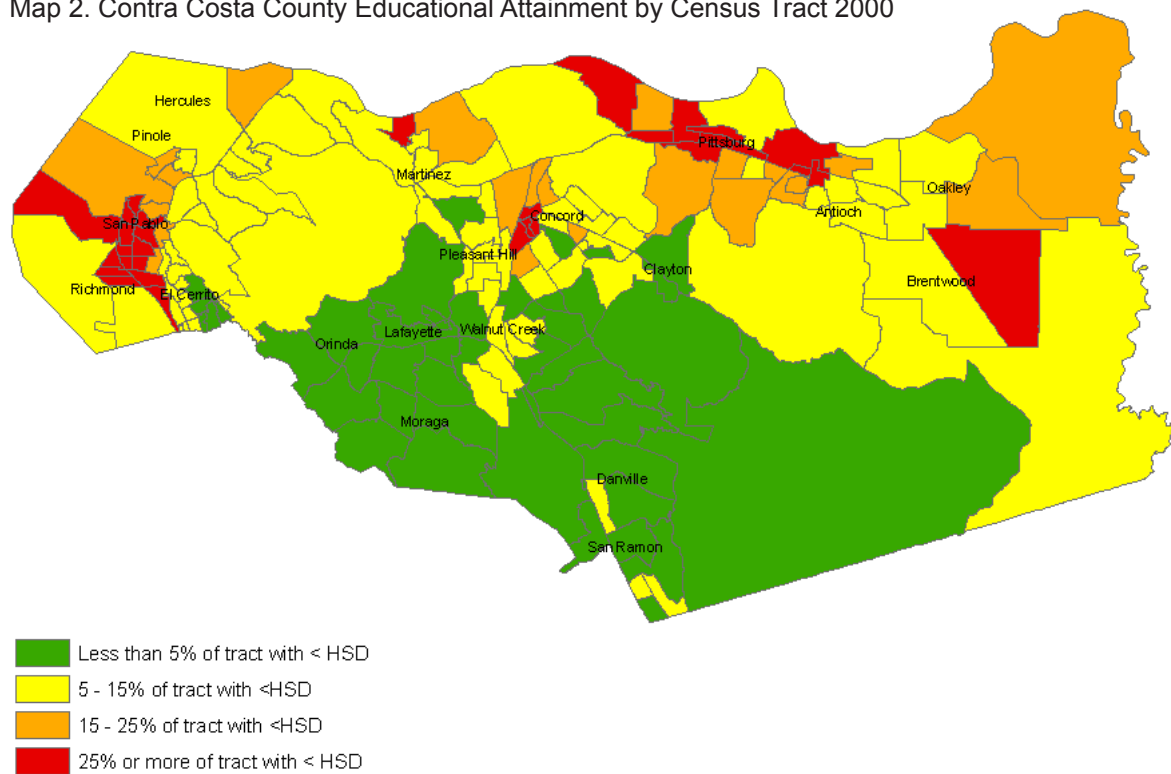 Map 2. Contra Costa County Educational Attainment by Census Tract 2000
Hercules
Pinole
Pittsburg
Martinez
Oakley
San Pablo
Concord
Antioch
Pleasant Hill
Clayton
Richmond
El Cerrito
Brentwood
Lafayette
Walnut Creek
Orinda
Moraga
Danville
San Ramon
Less than 5% of tract with < HSD
5 - 15% of tract with <HSD
15 - 25% of tract with <HSD
25% or more of tract with < HSD